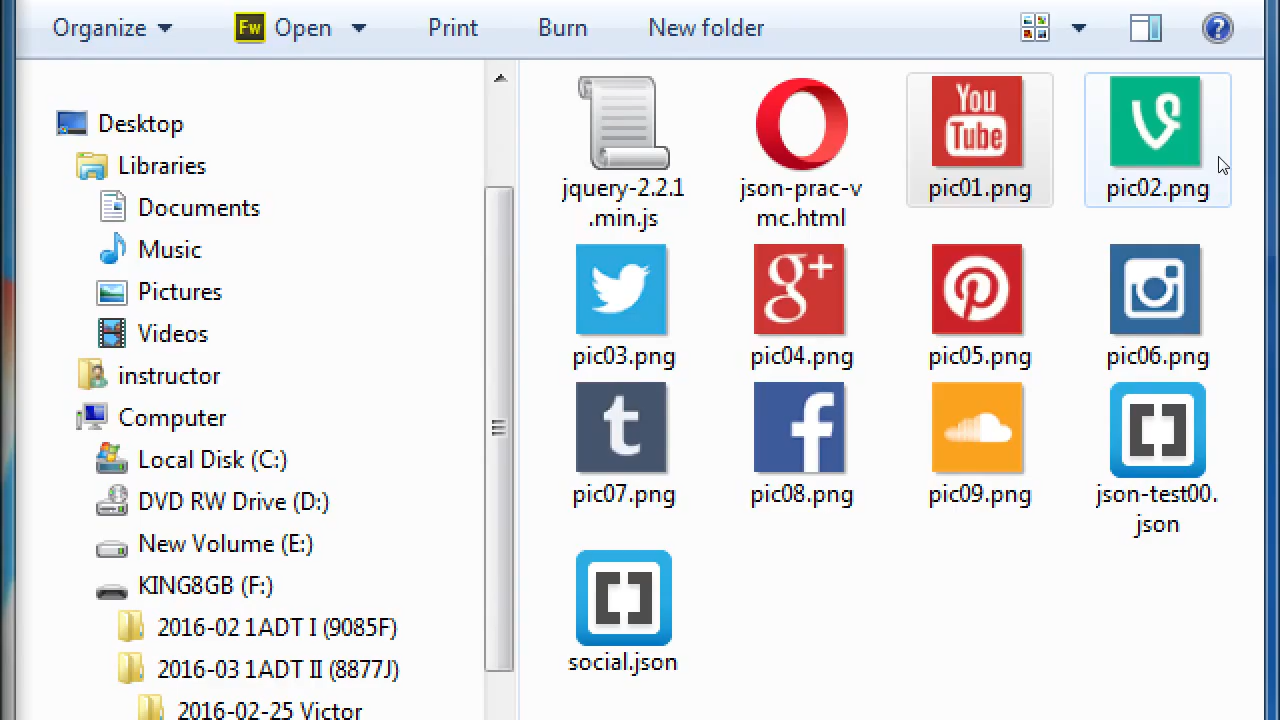 Organize
Fw Open
Print
Burn
New folder
?
Desktop
Libraries
Documents
Music
Pictures
Videos
instructor
Computer
Local Disk (C:)
DVD RW Drive (D:)
New Volume (E:)
KING8GB (F:)
2016-02 1ADT I (9085F)
2016-03 1ADT II (8877J)
2016-02-25 Victor
jquery-2.2.1
.min.js
json-prac-v
mc.html
You
Tube
pic01.png
pic02.png
pic03.png
g+
pic04.png
pic05.png
pic06.png
t
pic07.png
f
pic08.png
pic09.png
json-test00.
json
social.json